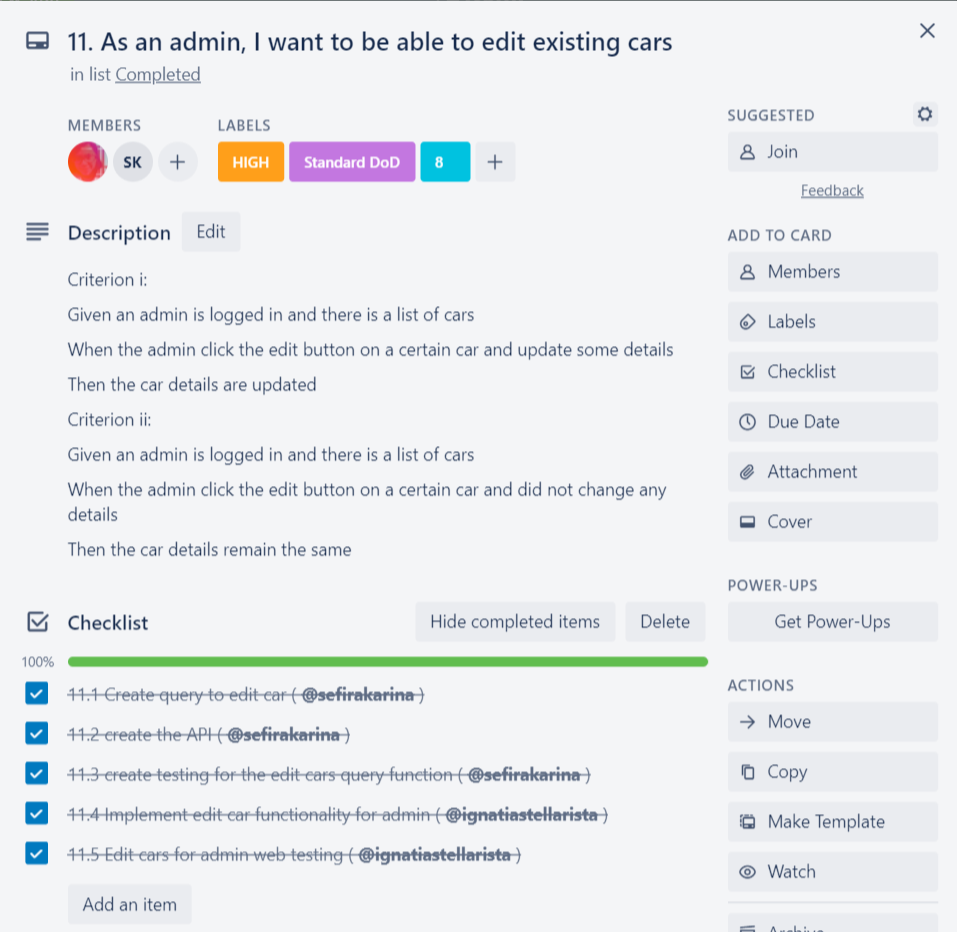 11. As an admin, I want to be able to edit existing cars
in list Completed
MEMBERS
LABELS
SK
HIGH
Standard DoD
8
Description
Edit
Criterion i:
Given an admin is logged in and there is a list of cars
When the admin click the edit button on a certain car and update some details
Then the car details are updated
Criterion ii:
Given an admin is logged in and there is a list of cars
When the admin click the edit button on a certain car and did not change any
details
Then the car details remain the same
Checklist
Hide completed items
Delete
100%
11.1 Create query to edit car ( @sefirakarina )
11.2 create the API ( @sefirakarina )
11.3 create testing for the edit cars query function ( @sefirakarina )
11.4 Implement edit car functionality for admin ( @ignatiastellarista )
11.5 Edit cars for admin web testing ( @ignatiastellarista )
Add an item
SUGGESTED
Join
Feedback
ADD TO CARD
Members
Labels
Checklist
Due Date
Attachment
Cover
POWER-UPS
Get Power-Ups
ACTIONS
Move
Copy
Make Template
Watch
Archive